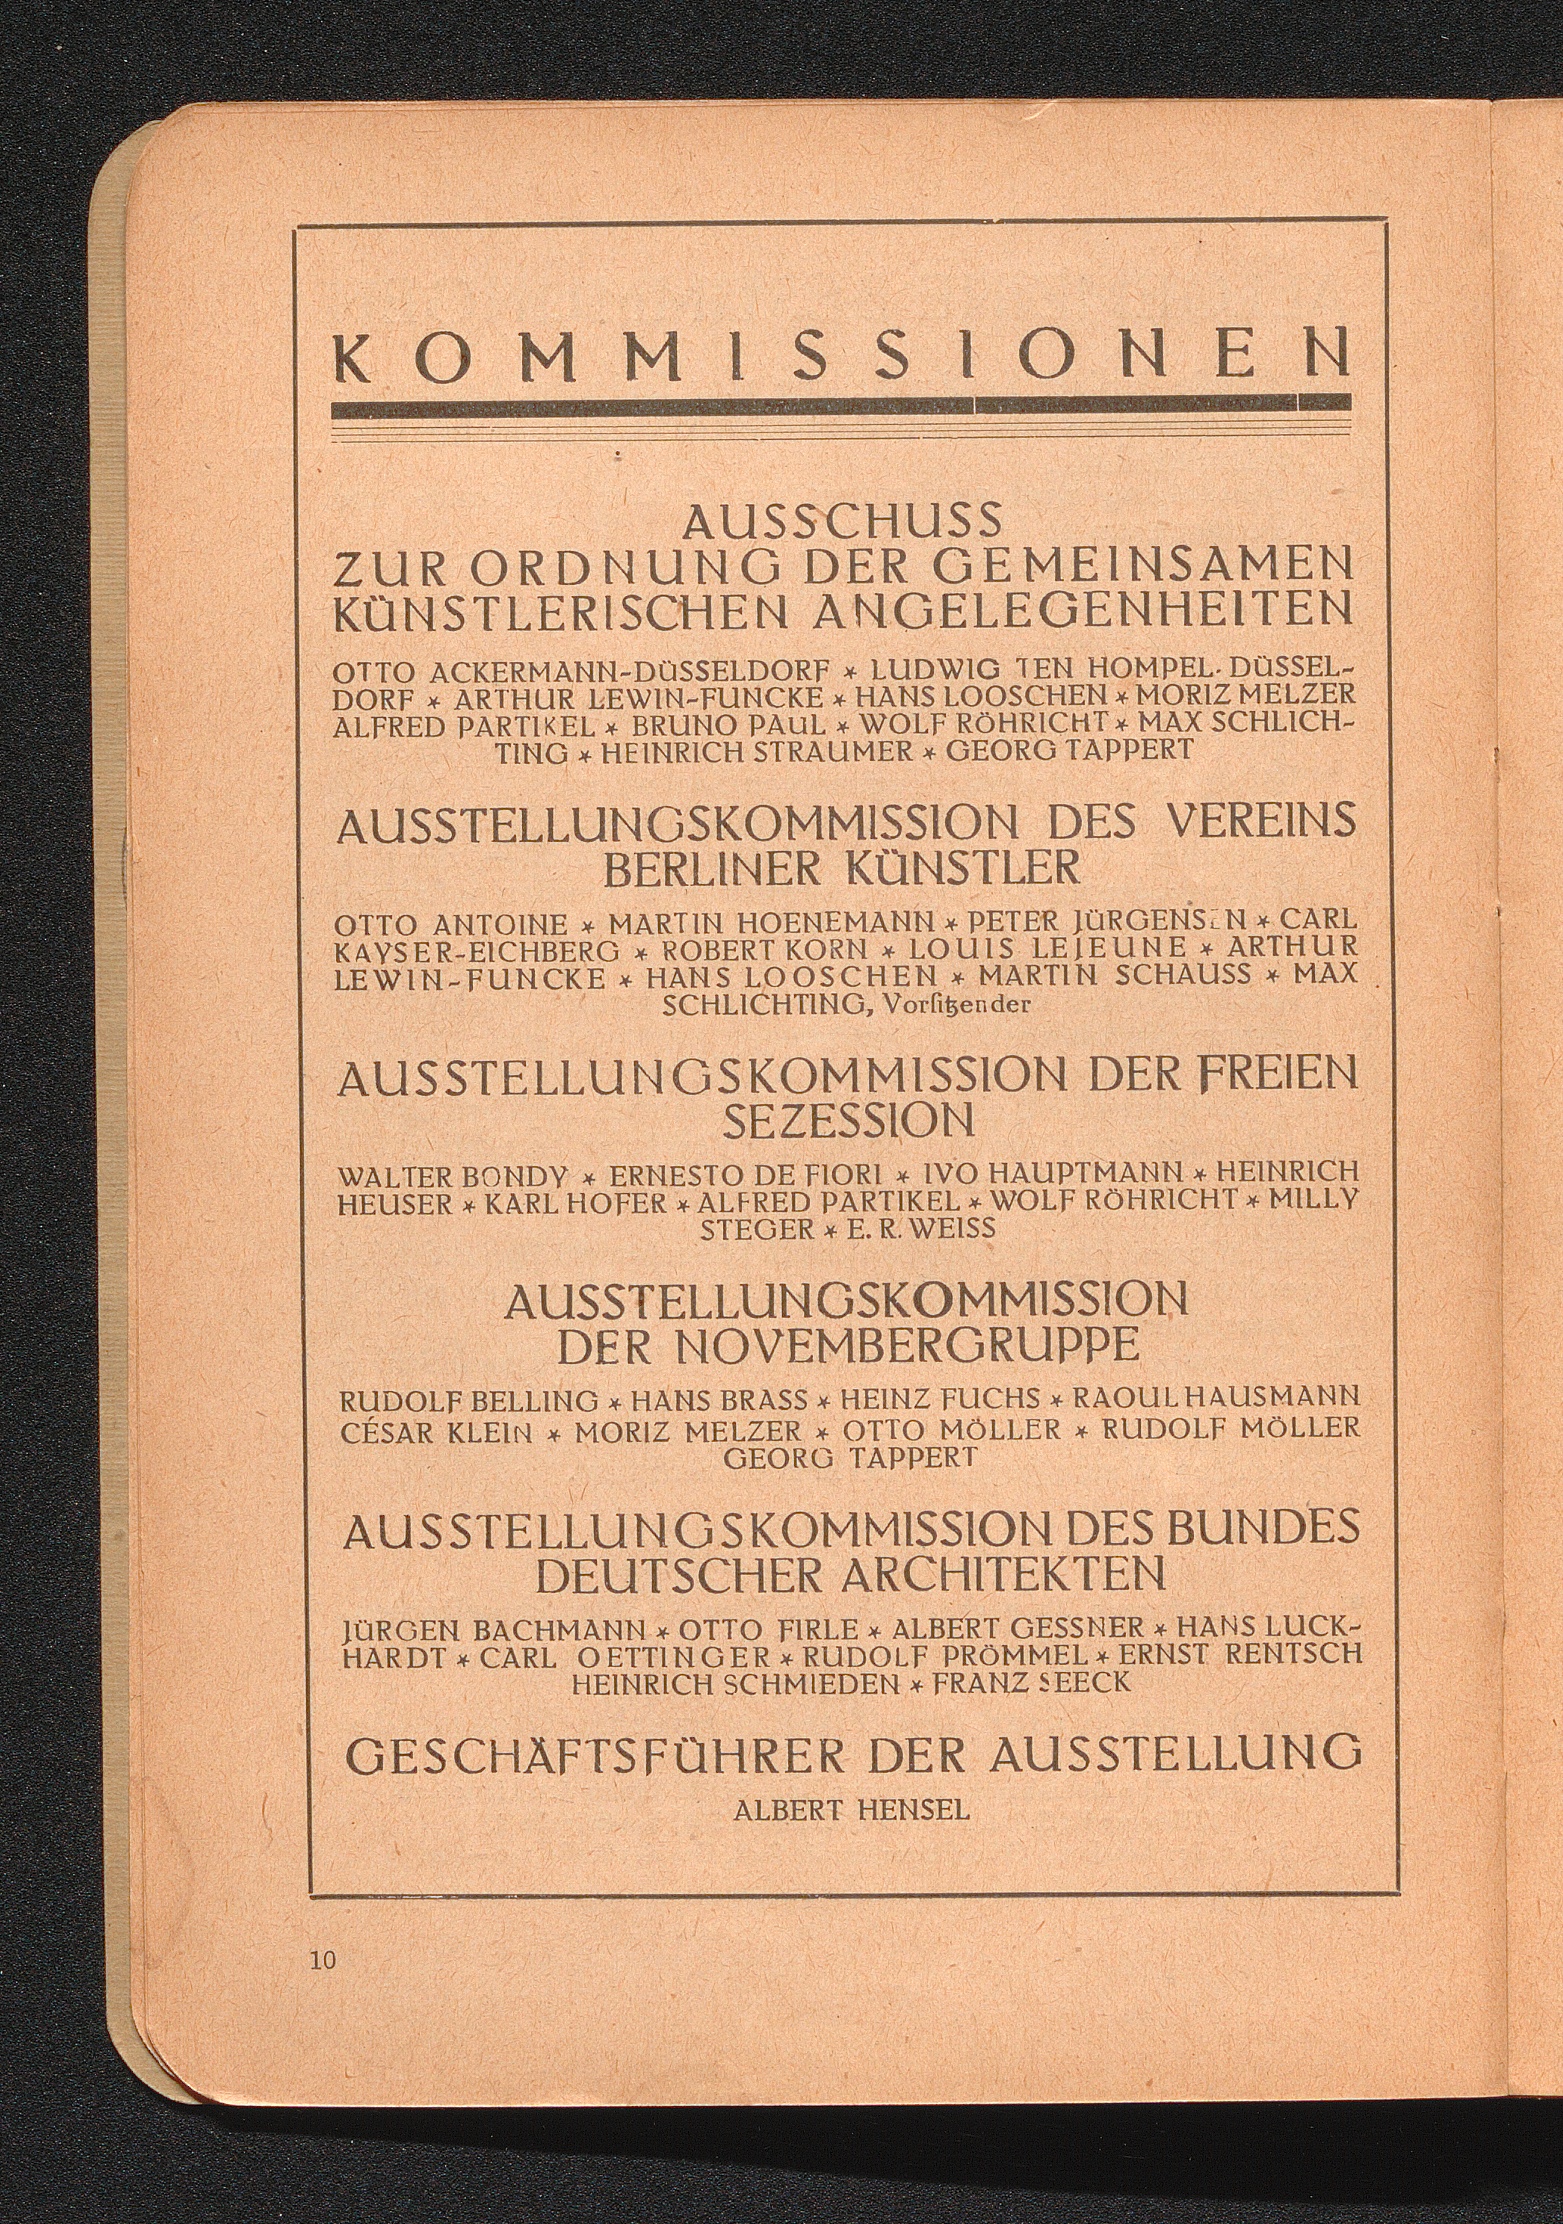 KOMMISSIONEN
AUSSCHUSS
ZUR ORDNUNG DER GEMEINSAMEN
KÜNSTLERISCHEN ANGELEGENHEITEN
OTTO ACKERMANN-DÜSSELDORF * LUDWIG TEN HOMPEL-DÜSSEL-
DORF * ARTHUR LEWIN-FUNCKE * HANS LOOSCHEN * MORIZ MELZER
ALFRED PARTIKEL * BRUNO PAUL * WOLF RÖHRICHT * MAX SCHLICH-
TING * HEINRICH STRAUMER * GEORG TAPPERT
AUSSTELLUNGSKOMMISSION DES VEREINS
BERLINER KÜNSTLER
OTTO ANTOINE * MARTIN HOENEMANN * PETER JÜRGENSEN * CARL
KAYSER-EICHBERG * ROBERT KORN * LOUIS LEJEUNE * ARTHUR
LEWIN-FUNCKE * HANS LOOSCHEN * MARTIN SCHAUSS * MAX
SCHLICHTING, Vorſitzender
AUSSTELLUNGSKOMMISSION DER FREIEN
SEZESSION
WALTER BONDY * ERNESTO DE FIORI * IVO HAUPTMANN * HEINRICH
HEUSER * KARL HOFER * ALFRED PARTIKEL * WOLF RÖHRICHT * MILLY
STEGER * E. R. WEISS
AUSSTELLUNGSKOMMISSION
DER NOVEMBERGRUPPE
RUDOLF BELLING * HANS BRASS * HEINZ FUCHS * RAOUL HAUSMANN
CÉSAR KLEIN * MORIZ MELZER * OTTO MÖLLER * RUDOLF MÖLLER
GEORG TAPPERT
AUSSTELLUNGSKOMMISSION DES BUNDES
DEUTSCHER ARCHITEKTEN
JÜRGEN BACHMANN * OTTO FIRLE * ALBERT GESSNER * HANS LUCK-
HARDT * CARL OETTINGER * RUDOLF PRÖMMEL * ERNST RENTSCH
HEINRICH SCHMIEDEN * FRANZ SEECK
GESCHÄFTSFÜHRER DER AUSSTELLUNG
ALBERT HENSEL
10